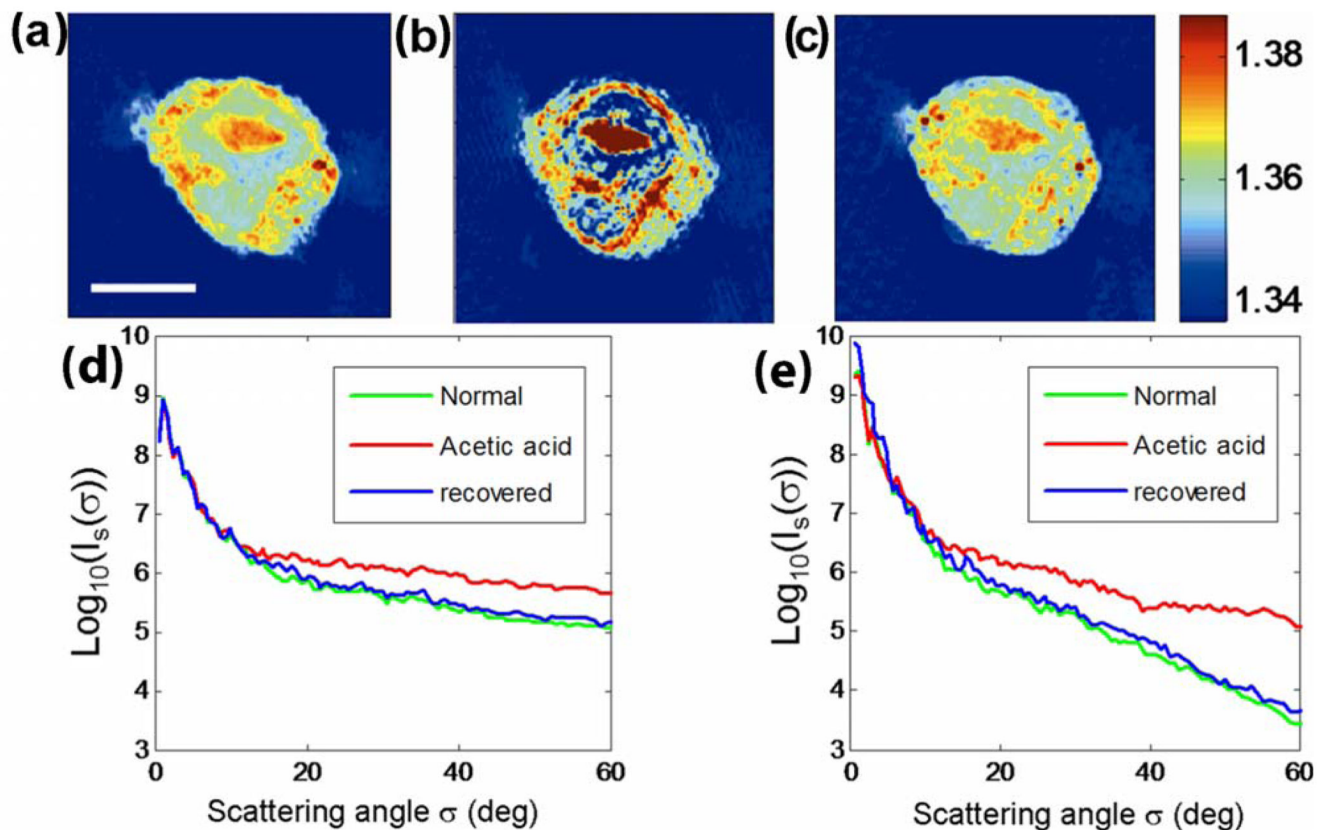 (a)
(b)
(c)
1.38
1.36
1.34
(d)
10
9
8
7
6
5
4
3
Log10(Is(σ))
Normal
Acetic acid
recovered
0
20
40
60
Scattering angle σ (deg)
(e)
10
9
8
7
6
5
4
3
Log10(Is(σ))
Normal
Acetic acid
recovered
0
20
40
60
Scattering angle σ (deg)